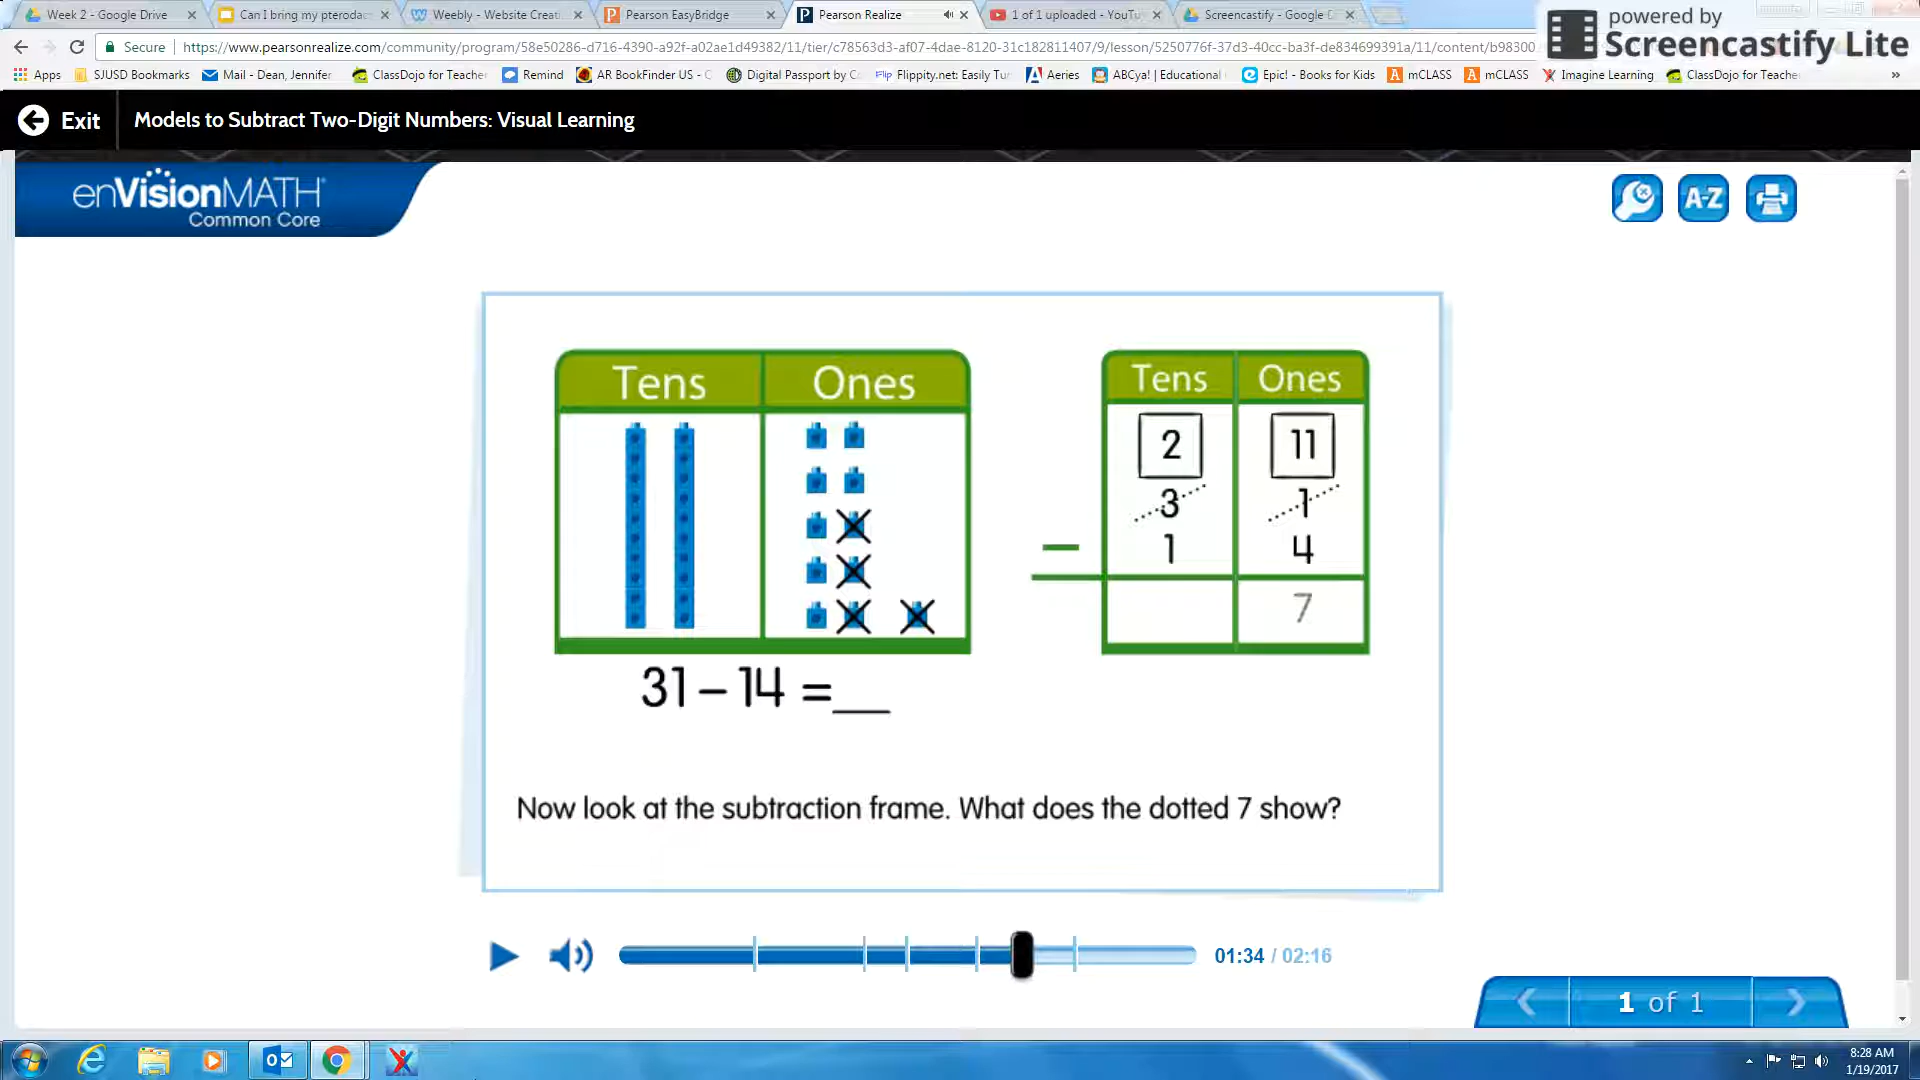 Week 2 - Google Drive
Can I bring my pterodac
Weebly - Website Creati
Pearson EasyBridge
Pearson Realize
1 of 1 uploaded - YouTu
Screencastify - Google D
powered by
Screencastify Lite
Secure https://www.pearsonrealize.com/community/program/58e50286-d716-4390-a92f-a02ae1d49382/11/tier/c78563d3-af07-4dae-8120-31c182811407/9/lesson/5250776f-37d3-40cc-ba3f-de834699391a/11/content/b98300
Apps SJUSD Bookmarks Mail - Dean, Jennifer ClassDojo for Teache Remind AR BookFinder US - C Digital Passport by Co Flip Flippity.net: Easily Tu Aeries ABCya! | Educational Epic! - Books for Kids mCLASS mCLASS Imagine Learning ClassDojo for Teache »
Exit Models to Subtract Two-Digit Numbers: Visual Learning
enVisionMATH
Common Core
A-Z
Tens Ones
Tens Ones
2 11
3 1
− 1 4
7
31 − 14 = __
Now look at the subtraction frame. What does the dotted 7 show?
01:34 / 02:16
1 of 1
8:28 AM
1/19/2017